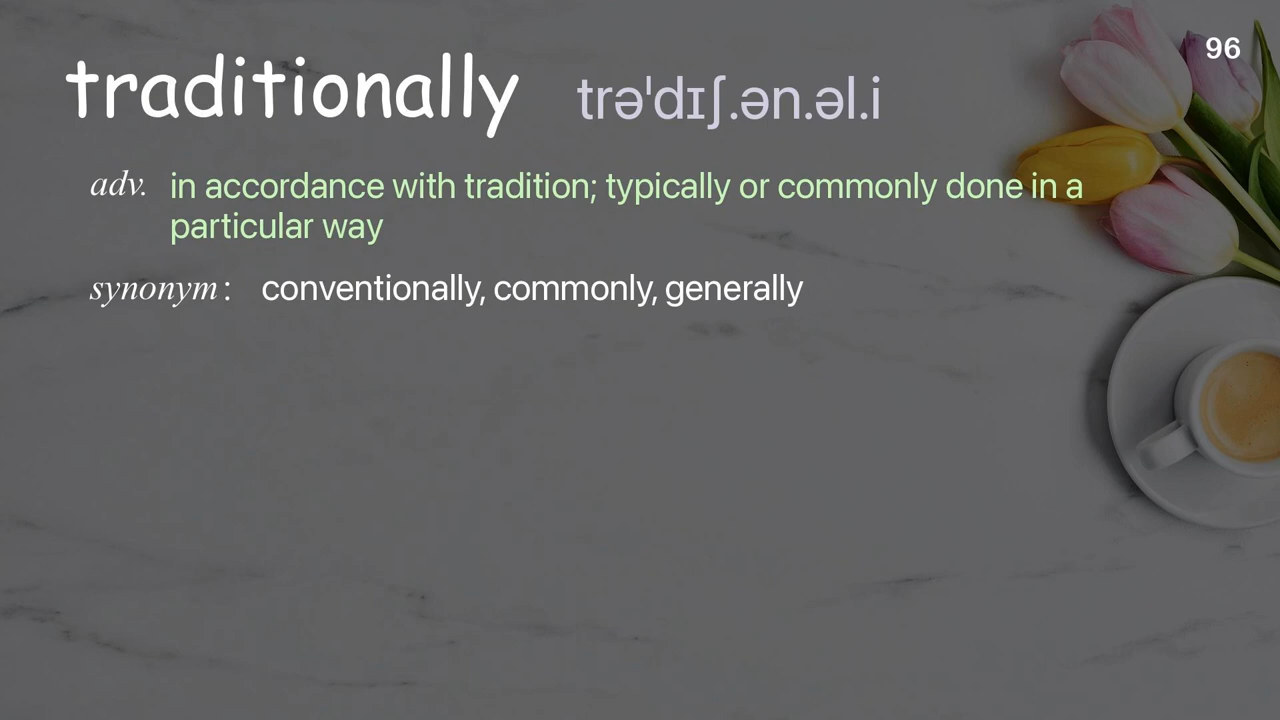 96
traditionally trəˈdɪʃ.ən.əl.i
adv. in accordance with tradition; typically or commonly done in a
particular way
synonym: conventionally, commonly, generally